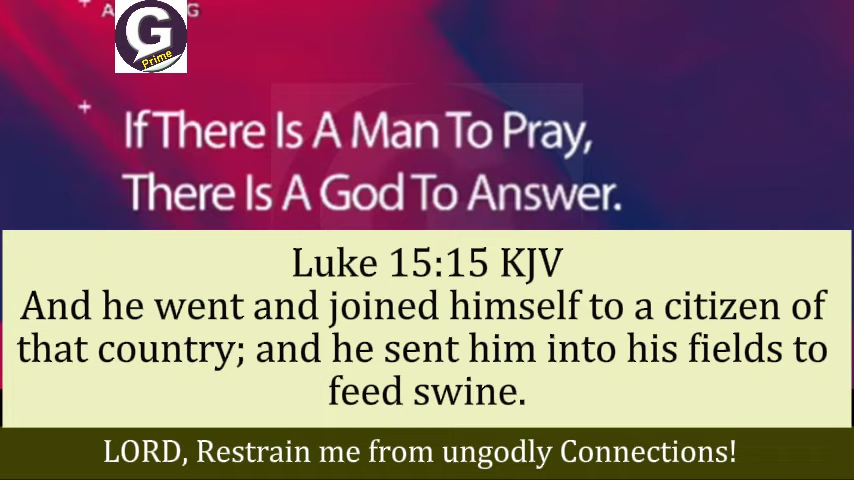 G
Prime
If There Is A Man To Pray,
There Is A God To Answer.
Luke 15:15 KJV
And he went and joined himself to a citizen of
that country; and he sent him into his fields to
feed swine.
LORD, Restrain me from ungodly Connections!